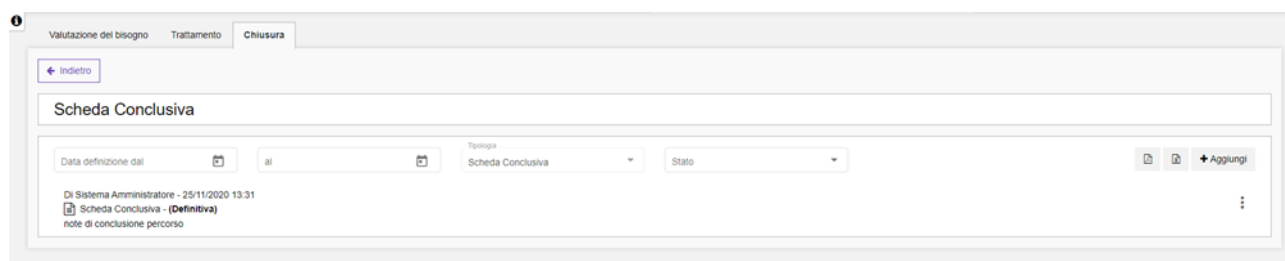 Valutazione del bisogno Trattamento Chiusura
Indietro
Scheda Conclusiva
Tipologia
Data definizione dal al Scheda Conclusiva Stato Aggiungi
Di Sistema Amministratore - 25/11/2020 13:31
Scheda Conclusiva - (Definitiva)
note di conclusione percorso